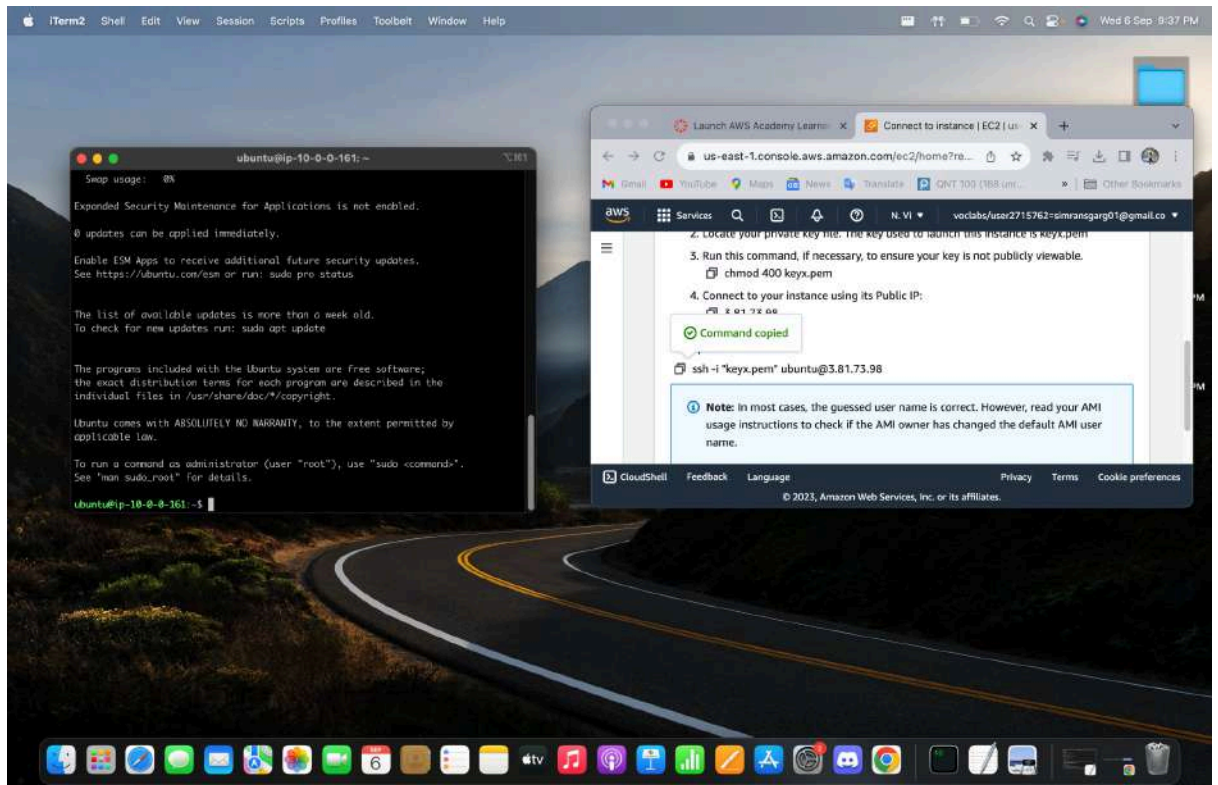 iTerm2 Shell Edit View Session Scripts Profiles Toolbelt Window Help
Wed 6 Sep 9:37 PM
ubuntu@ip-10-0-0-161: ~
⌥⌘1
Swap usage: 0%
Expanded Security Maintenance for Applications is not enabled.
0 updates can be applied immediately.
Enable ESM Apps to receive additional future security updates.
See https://ubuntu.com/esm or run: sudo pro status
The list of available updates is more than a week old.
To check for new updates run: sudo apt update
The programs included with the Ubuntu system are free software;
the exact distribution terms for each program are described in the
individual files in /usr/share/doc/*/copyright.
Ubuntu comes with ABSOLUTELY NO WARRANTY, to the extent permitted by
applicable law.
To run a command as administrator (user "root"), use "sudo <command>".
See "man sudo_root" for details.
ubuntu@ip-10-0-0-161:~$
Launch AWS Academy Learner
Connect to instance | EC2 | us-
us-east-1.console.aws.amazon.com/ec2/home?re...
Gmail YouTube Maps News Translate QNT 100 (188 Other Bookmarks
aws Services N. Vi voclabs/user2715762=simransgarg01@gmail.co
2. Locate your private key file. The key used to launch this instance is keyx.pem
3. Run this command, if necessary, to ensure your key is not publicly viewable.
chmod 400 keyx.pem
4. Connect to your instance using its Public IP:
3.81.73.98
Command copied
ssh -i "keyx.pem" ubuntu@3.81.73.98
Note: In most cases, the guessed user name is correct. However, read your AMI
usage instructions to check if the AMI owner has changed the default AMI user
name.
CloudShell Feedback Language Privacy Terms Cookie preferences
© 2023, Amazon Web Services, Inc. or its affiliates.
PM
PM
SEP
6
tv